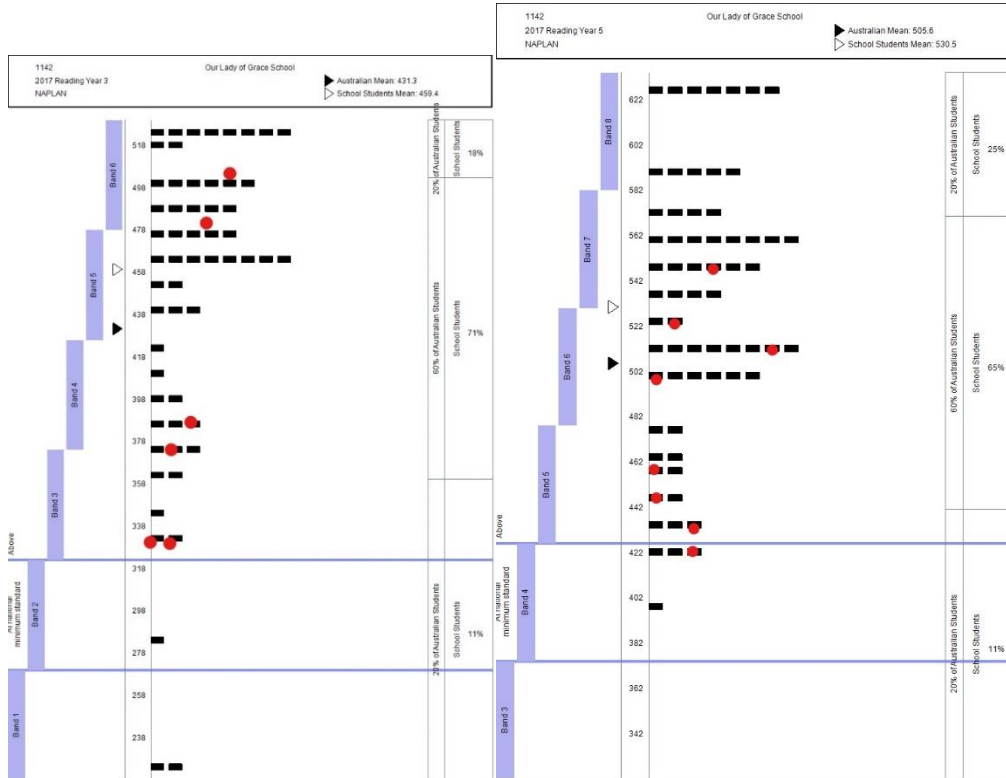 1142 Our Lady of Grace School
2017 Reading Year 3 Australian Mean: 431.3
NAPLAN School Students Mean: 459.4
518
498
478
458
438
418
398
378
358
338
318
298
278
258
238
Band 6
Band 5
Band 4
Band 3
Band 2
Band 1
Above
At national
minimum standard
20% of Australian Students
School Students
18%
60% of Australian Students
School Students
71%
20% of Australian Students
School Students
11%
1142 Our Lady of Grace School
2017 Reading Year 5 Australian Mean: 505.6
NAPLAN School Students Mean: 530.5
622
602
582
562
542
522
502
482
462
442
422
402
382
362
342
Band 8
Band 7
Band 6
Band 5
Band 4
Band 3
Above
At national
minimum standard
20% of Australian Students
School Students
25%
60% of Australian Students
School Students
65%
20% of Australian Students
School Students
11%